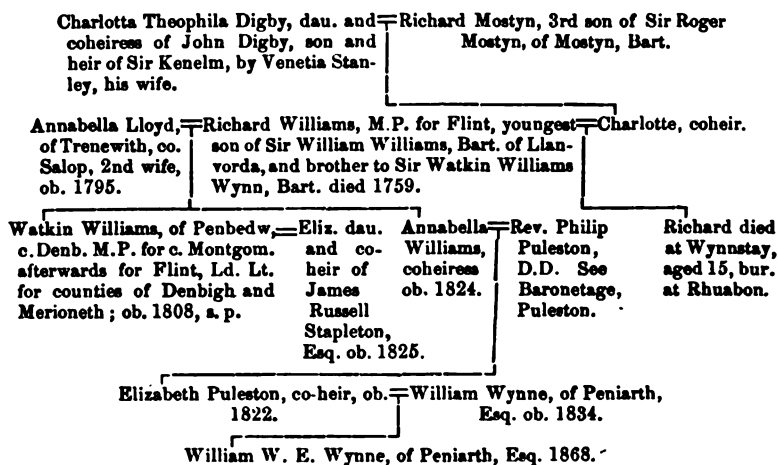 Charlotta Theophila Digby, dau. and
coheiress of John Digby, son and
heir of Sir Kenelm, by Venetia Stan-
ley, his wife.
Richard Mostyn, 3rd son of Sir Roger
Mostyn, of Mostyn, Bart.
Annabella Lloyd,
of Trenewith, co.
Salop, 2nd wife,
ob. 1795.
Richard Williams, M.P. for Flint, youngest
son of Sir William Williams, Bart. of Llan-
vorda, and brother to Sir Watkin Williams
Wynn, Bart. died 1759.
Charlotte, coheir.
Watkin Williams, of Penbedw,
c. Denb. M.P. for c. Montgom.
afterwards for Flint, Ld. Lt.
for counties of Denbigh and
Merioneth; ob. 1808, s. p.
Eliz. dau.
and co-
heir of
James
Russell
Stapleton,
Esq. ob. 1825.
Annabella
Williams,
coheiress
ob. 1824.
Rev. Philip
Puleston,
D.D. See
Baronetage,
Puleston.
Richard died
at Wynnstay,
aged 15, bur.
at Rhuabon.
Elizabeth Puleston, co-heir, ob.
1822.
William Wynne, of Peniarth,
Esq. ob. 1834.
William W. E. Wynne, of Peniarth, Esq. 1868.